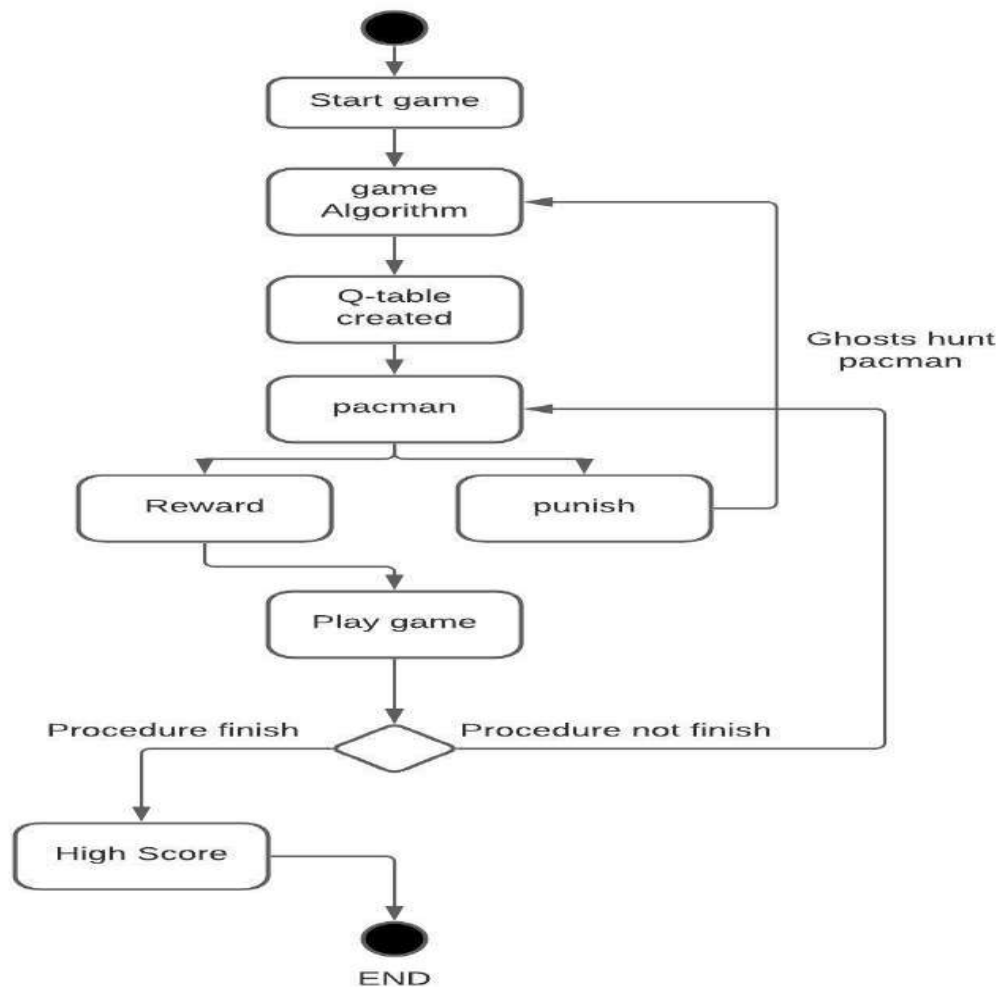 Start game
game
Algorithm
Q-table
created
Ghosts hunt
pacman
pacman
Reward
punish
Play game
Procedure finish
Procedure not finish
High Score
END